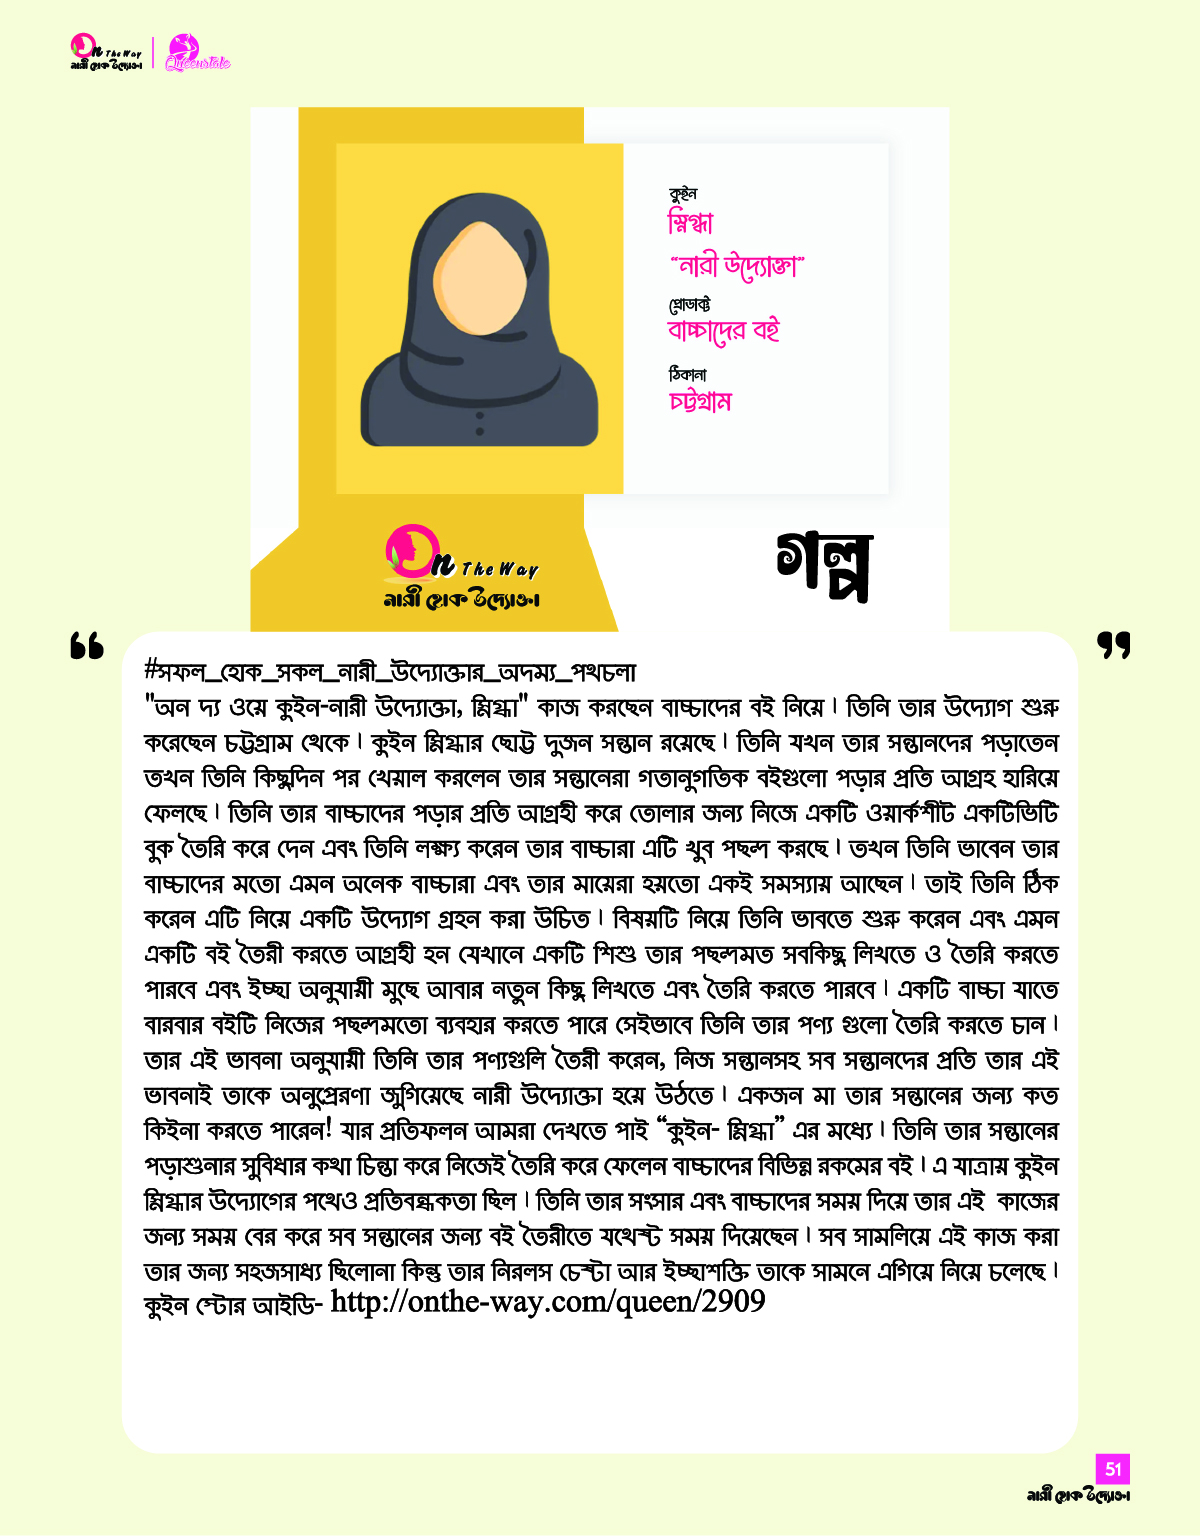 On The Way
নারী হোক উদ্যোক্তা
Queenstale
কুইন
স্নিগ্ধা
“নারী উদ্যোক্তা”
প্রোডাক্ট
বাচ্চাদের বই
ঠিকানা
চট্টগ্রাম
On The Way
নারী হোক উদ্যোক্তা
গল্প
“
”
#সফল_হোক_সকল_নারী_উদ্যোক্তার_অদম্য_পথচলা
"অন দ্য ওয়ে কুইন-নারী উদ্যোক্তা, স্নিগ্ধা" কাজ করছেন বাচ্চাদের বই নিয়ে। তিনি তার উদ্যোগ শুরু
করেছেন চট্টগ্রাম থেকে। কুইন স্নিগ্ধার ছোট্ট দুজন সন্তান রয়েছে। তিনি যখন তার সন্তানদের পড়াতেন
তখন তিনি কিছুদিন পর খেয়াল করলেন তার সন্তানেরা গতানুগতিক বইগুলো পড়ার প্রতি আগ্রহ হারিয়ে
ফেলছে। তিনি তার বাচ্চাদের পড়ার প্রতি আগ্রহী করে তোলার জন্য নিজে একটি ওয়ার্কশীট একটিভিটি
বুক তৈরি করে দেন এবং তিনি লক্ষ্য করেন তার বাচ্চারা এটি খুব পছন্দ করছে। তখন তিনি ভাবেন তার
বাচ্চাদের মতো এমন অনেক বাচ্চারা এবং তার মায়েরা হয়তো একই সমস্যায় আছেন। তাই তিনি ঠিক
করেন এটি নিয়ে একটি উদ্যোগ গ্রহন করা উচিত। বিষয়টি নিয়ে তিনি ভাবতে শুরু করেন এবং এমন
একটি বই তৈরী করতে আগ্রহী হন যেখানে একটি শিশু তার পছন্দমত সবকিছু লিখতে ও তৈরি করতে
পারবে এবং ইচ্ছা অনুযায়ী মুছে আবার নতুন কিছু লিখতে এবং তৈরি করতে পারবে। একটি বাচ্চা যাতে
বারবার বইটি নিজের পছন্দমতো ব্যবহার করতে পারে সেইভাবে তিনি তার পণ্য গুলো তৈরি করতে চান।
তার এই ভাবনা অনুযায়ী তিনি তার পণ্যগুলি তৈরী করেন, নিজ সন্তানসহ সব সন্তানদের প্রতি তার এই
ভাবনাই তাকে অনুপ্রেরণা জুগিয়েছে নারী উদ্যোক্তা হয়ে উঠতে। একজন মা তার সন্তানের জন্য কত
কিইনা করতে পারেন! যার প্রতিফলন আমরা দেখতে পাই “কুইন- স্নিগ্ধা” এর মধ্যে। তিনি তার সন্তানের
পড়াশুনার সুবিধার কথা চিন্তা করে নিজেই তৈরি করে ফেলেন বাচ্চাদের বিভিন্ন রকমের বই। এ যাত্রায় কুইন
স্নিগ্ধার উদ্যোগের পথেও প্রতিবন্ধকতা ছিল। তিনি তার সংসার এবং বাচ্চাদের সময় দিয়ে তার এই কাজের
জন্য সময় বের করে সব সন্তানের জন্য বই তৈরীতে যথেস্ট সময় দিয়েছেন। সব সামলিয়ে এই কাজ করা
তার জন্য সহজসাধ্য ছিলোনা কিন্তু তার নিরলস চেস্টা আর ইচ্ছাশক্তি তাকে সামনে এগিয়ে নিয়ে চলেছে।
কুইন স্টোর আইডি- http://onthe-way.com/queen/2909
51
নারী হোক উদ্যোক্তা